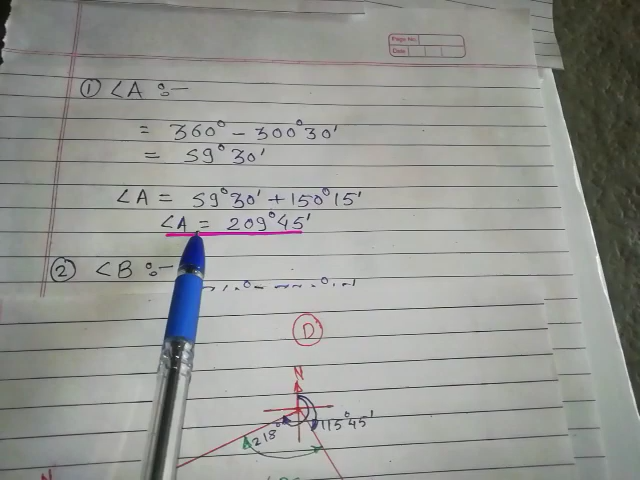 Page No.
Date
① <A :-
= 360° - 300°30'
= 59°30'
<A = 59°30' + 150°15'
<A = 209°45'
② <B :-
D
N
218°
115°45'
N